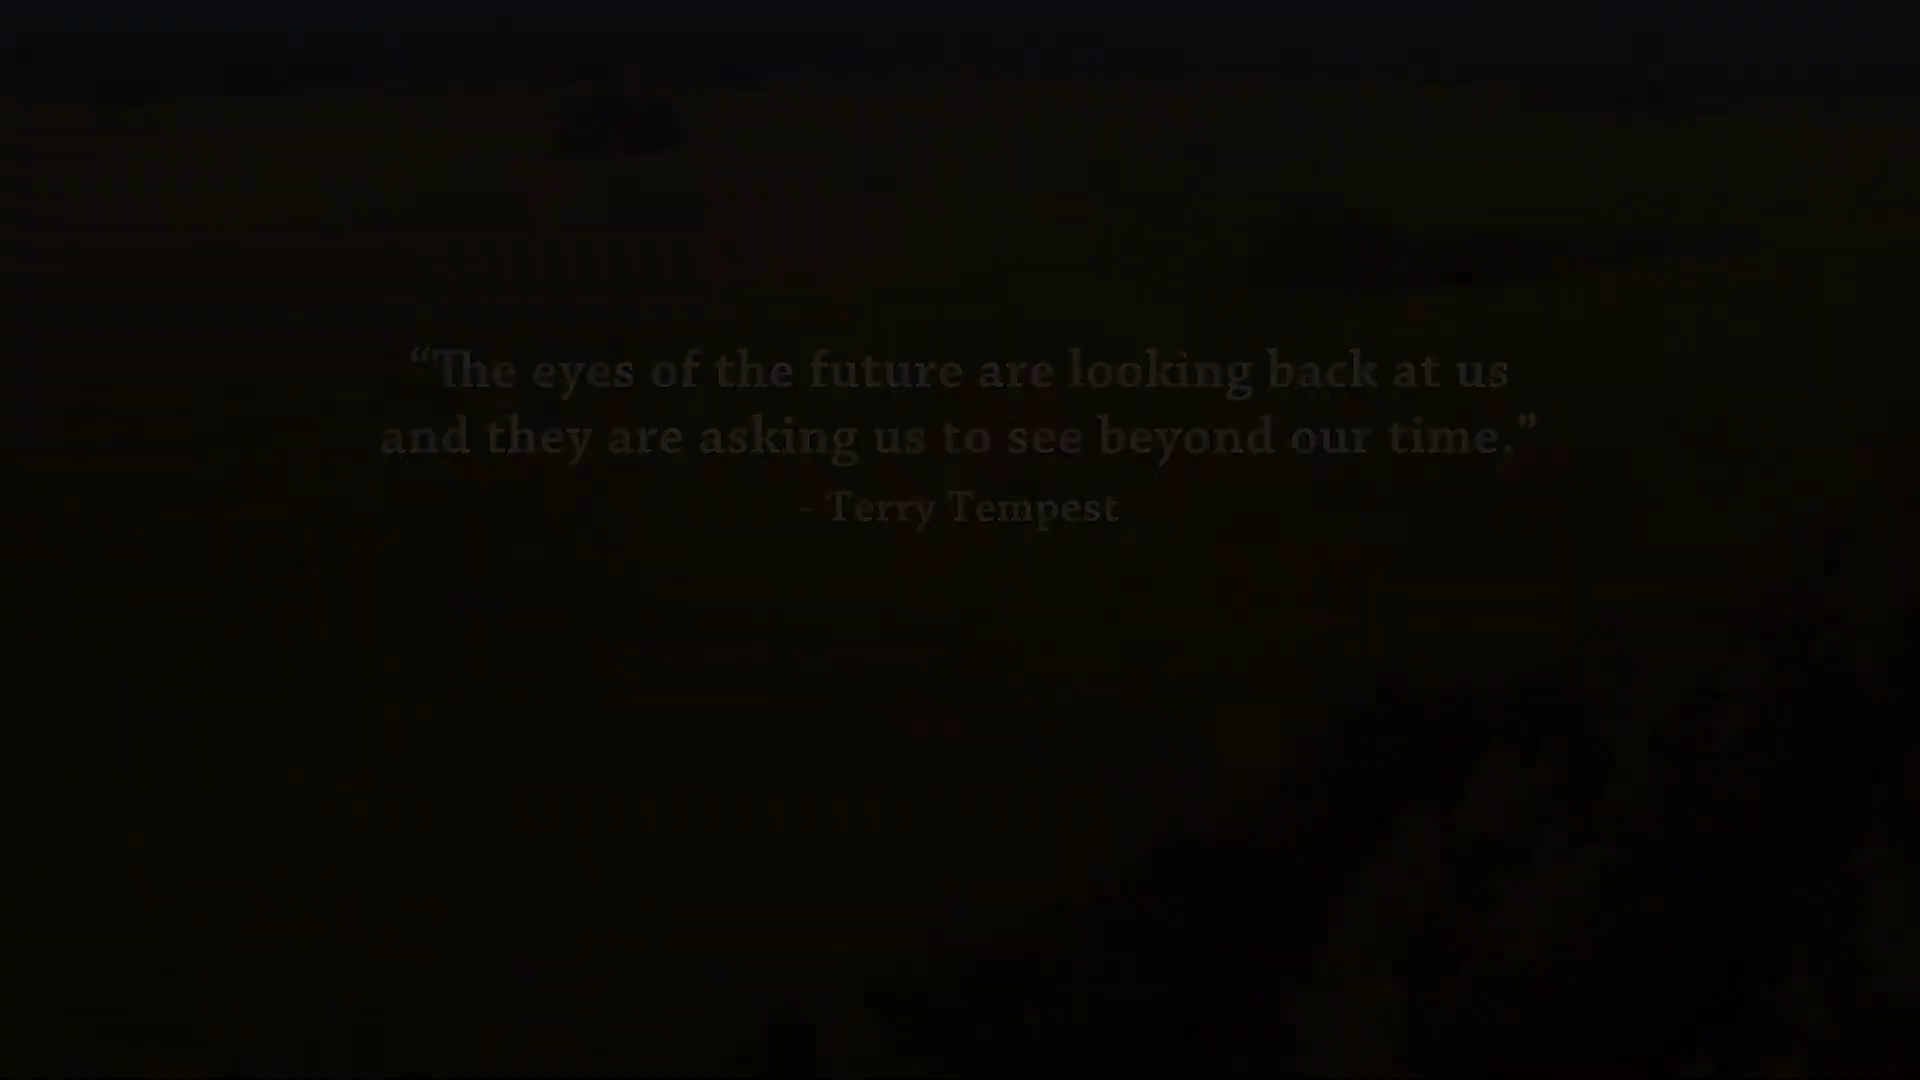 “The eyes of the future are looking back at us
and they are asking us to see beyond our time.”
- Terry Tempest